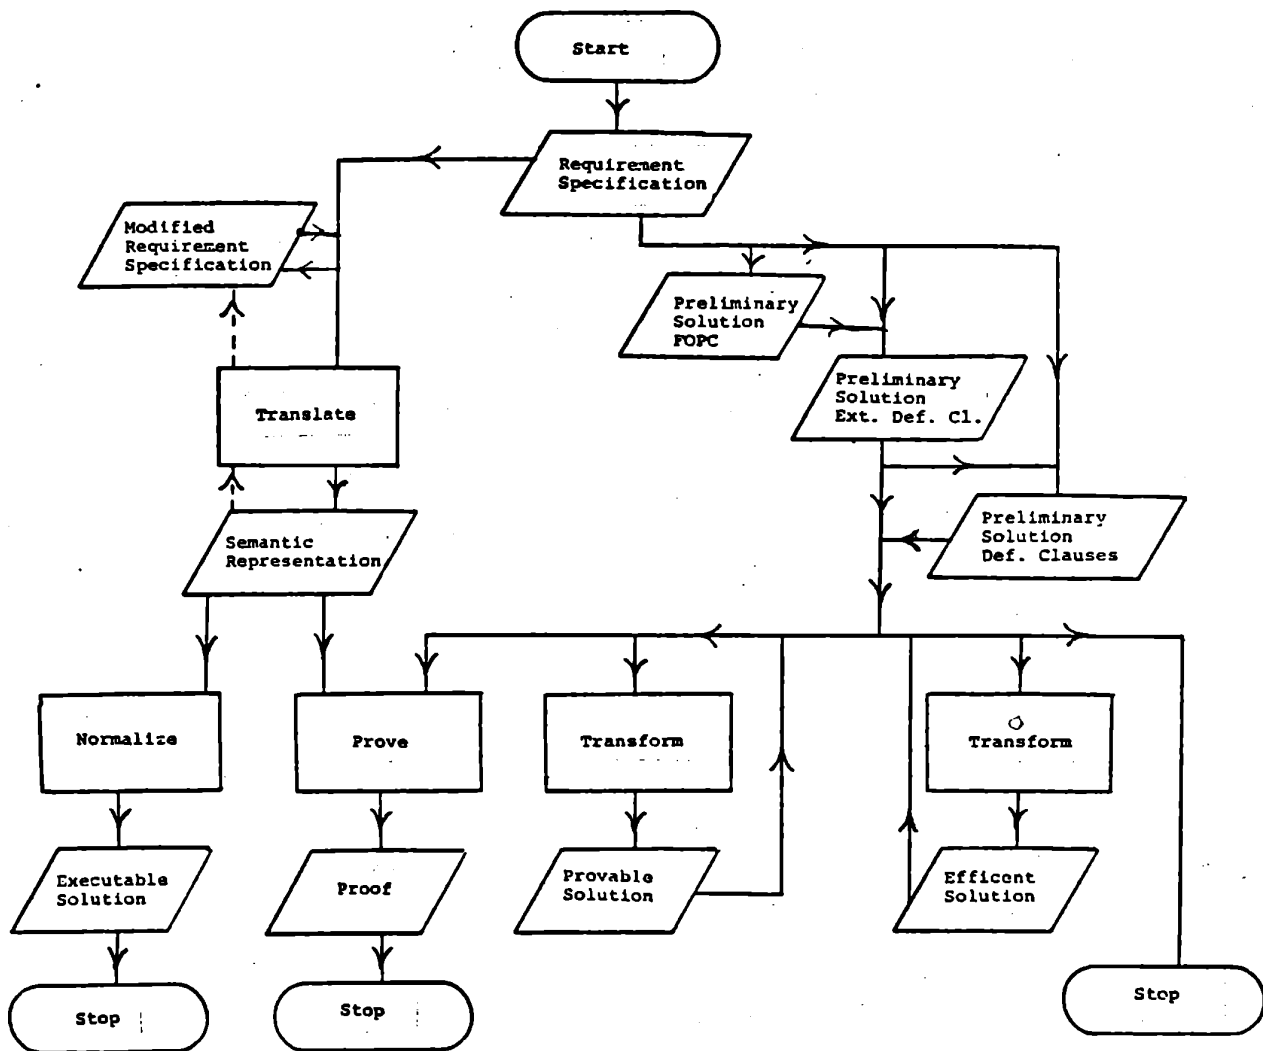 Start
Requirement
Specification
Modified
Requirement
Specification
Preliminary
Solution
FOPC
Preliminary
Solution
Ext. Def. Cl.
Translate
Preliminary
Solution
Def. Clauses
Semantic
Representation
Normalize
Prove
Transform
Transform
Executable
Solution
Proof
Provable
Solution
Efficent
Solution
Stop
Stop
Stop